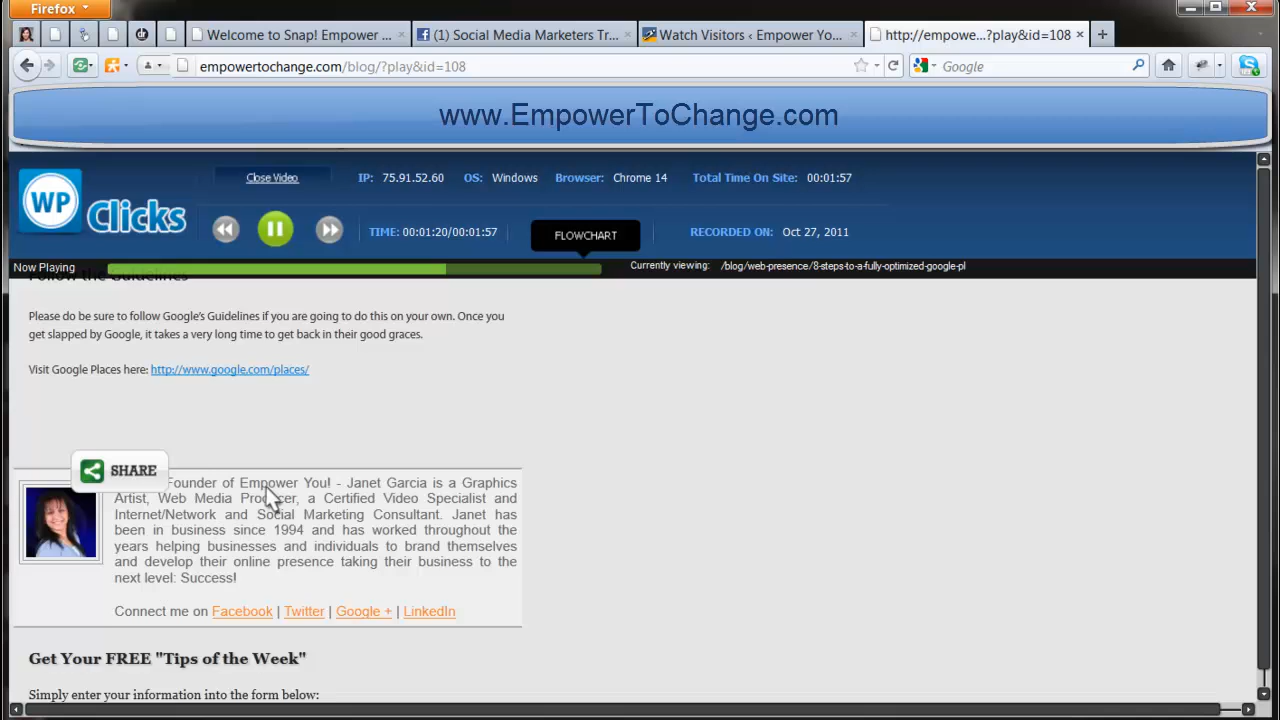 Firefox
Welcome to Snap! Empower ...
(1) Social Media Marketers Tr...
Watch Visitors ‹ Empower Yo...
http://empowe...?play&id=108
empowertochange.com/blog/?play&id=108
Google
www.EmpowerToChange.com
WP Clicks
Close Video
IP: 75.91.52.60
OS: Windows
Browser: Chrome 14
Total Time On Site: 00:01:57
TIME: 00:01:20/00:01:57
FLOWCHART
RECORDED ON: Oct 27, 2011
Now Playing
Currently viewing: /blog/web-presence/8-steps-to-a-fully-optimized-google-pl
Follow the Guidelines
Please do be sure to follow Google's Guidelines if you are going to do this on your own. Once you
get slapped by Google, it takes a very long time to get back in their good graces.
Visit Google Places here: http://www.google.com/places/
SHARE
Founder of Empower You! - Janet Garcia is a Graphics
Artist, Web Media Producer, a Certified Video Specialist and
Internet/Network and Social Marketing Consultant. Janet has
been in business since 1994 and has worked throughout the
years helping businesses and individuals to brand themselves
and develop their online presence taking their business to the
next level: Success!
Connect me on Facebook | Twitter | Google + | LinkedIn
Get Your FREE "Tips of the Week"
Simply enter your information into the form below: